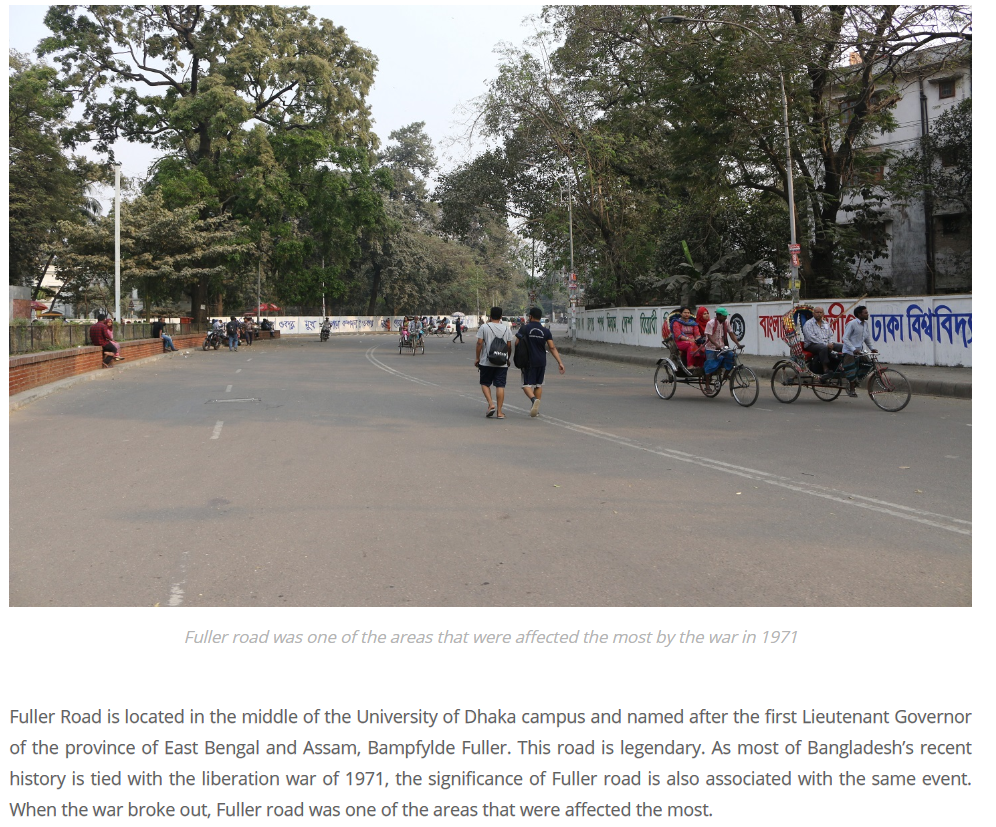 বাংলা
ঢাকা বিশ্ববিদ্য
Fuller road was one of the areas that were affected the most by the war in 1971
Fuller Road is located in the middle of the University of Dhaka campus and named after the first Lieutenant Governor
of the province of East Bengal and Assam, Bampfylde Fuller. This road is legendary. As most of Bangladesh’s recent
history is tied with the liberation war of 1971, the significance of Fuller road is also associated with the same event.
When the war broke out, Fuller road was one of the areas that were affected the most.